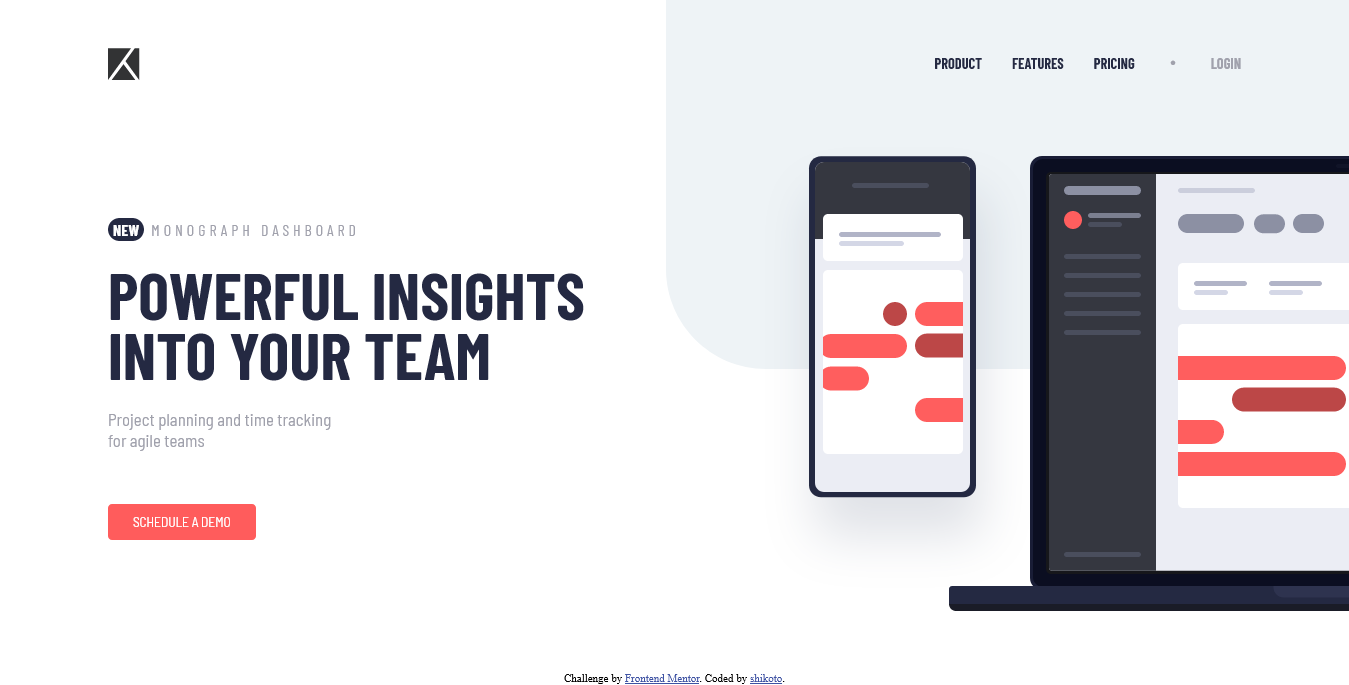 PRODUCT FEATURES PRICING • LOGIN
NEW MONOGRAPH DASHBOARD
POWERFUL INSIGHTS
INTO YOUR TEAM
Project planning and time tracking
for agile teams
SCHEDULE A DEMO
Challenge by Frontend Mentor. Coded by shikoto.